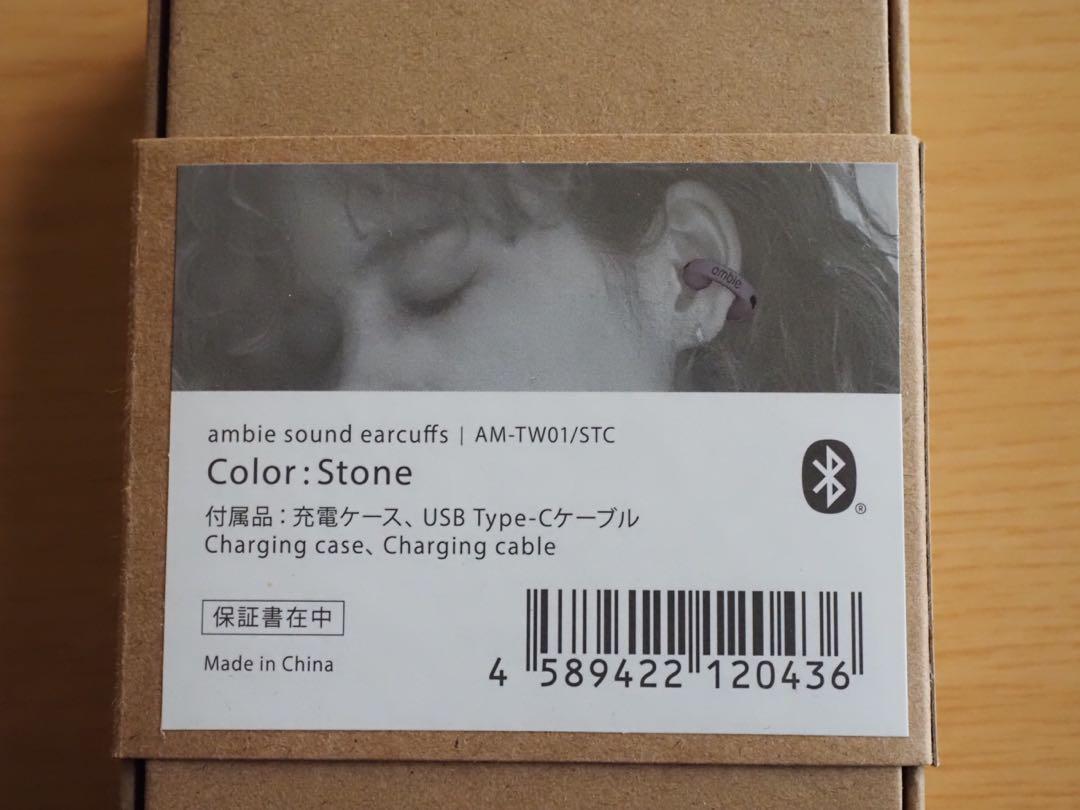 ambie
ambie sound earcuffs | AM-TW01/STC
Color:Stone
付属品：充電ケース、USB Type-Cケーブル
Charging case、Charging cable
®
保証書在中
Made in China
4 589422 120436